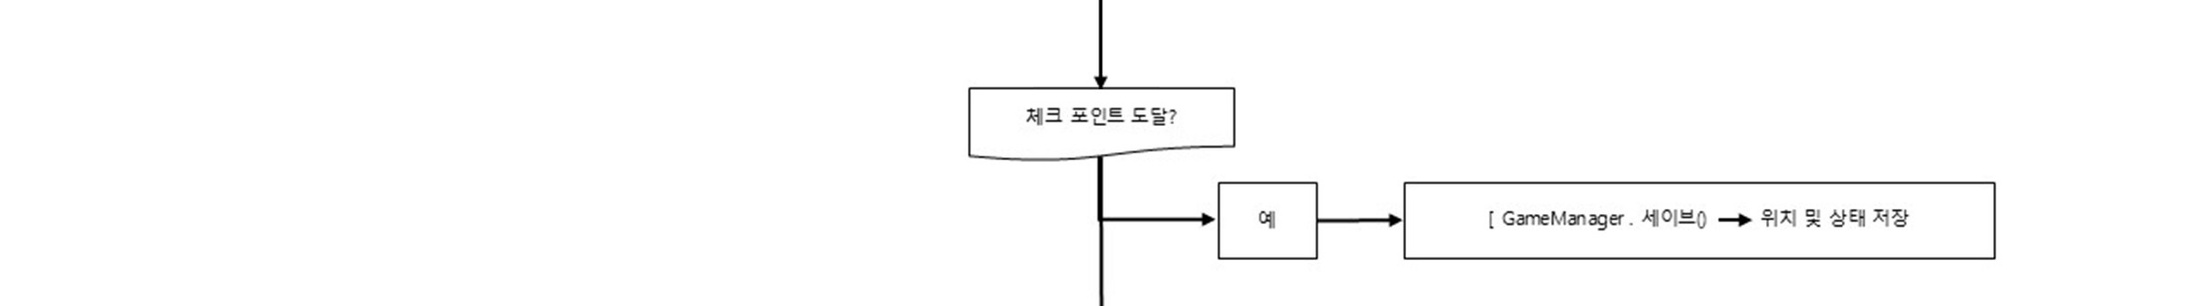 체크 포인트 도달?
예
[ GameManager . 세이브() → 위치 및 상태 저장